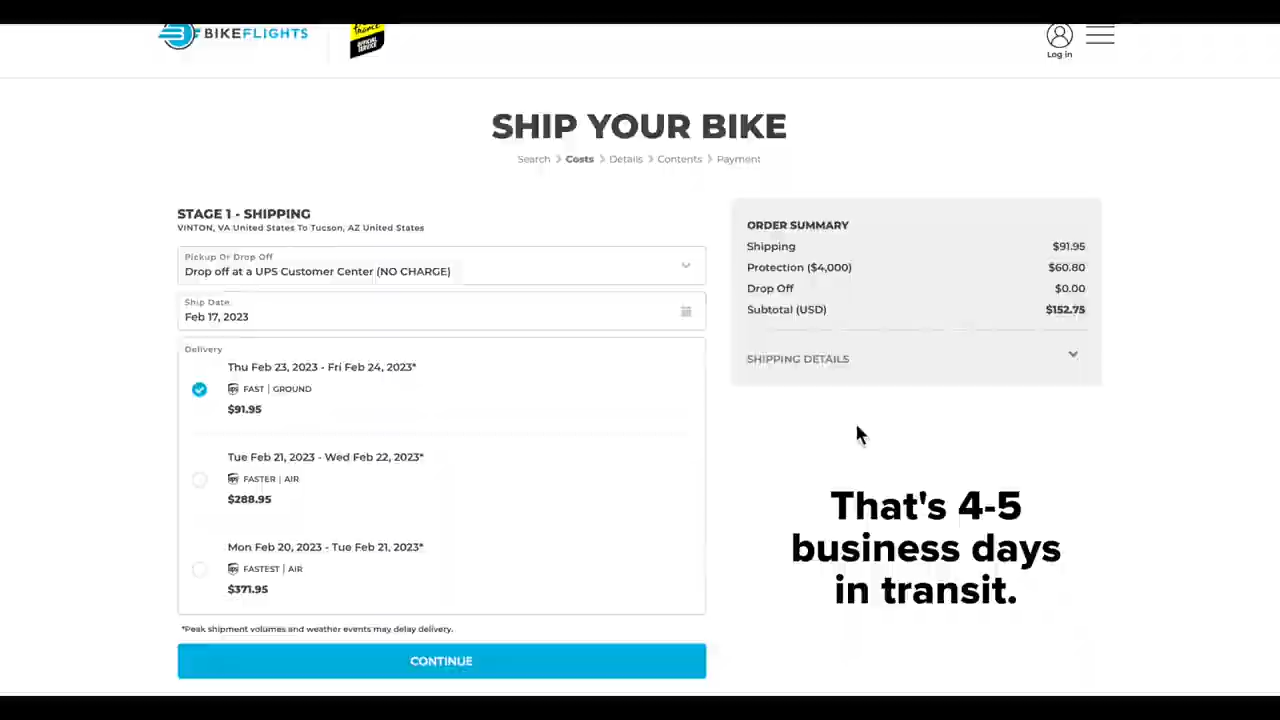 BIKEFLIGHTS
france
OFFICIAL
SERVICE
Log in
SHIP YOUR BIKE
Search > Costs > Details > Contents > Payment
STAGE 1 - SHIPPING
VINTON, VA United States To Tucson, AZ United States
Pickup Or Drop Off
Drop off at a UPS Customer Center (NO CHARGE)
Ship Date
Feb 17, 2023
Delivery
Thu Feb 23, 2023 - Fri Feb 24, 2023*
ups FAST | GROUND
$91.95
Tue Feb 21, 2023 - Wed Feb 22, 2023*
ups FASTER | AIR
$288.95
Mon Feb 20, 2023 - Tue Feb 21, 2023*
ups FASTEST | AIR
$371.95
*Peak shipment volumes and weather events may delay delivery.
CONTINUE
ORDER SUMMARY
Shipping $91.95
Protection ($4,000) $60.80
Drop Off $0.00
Subtotal (USD) $152.75
SHIPPING DETAILS
That's 4-5
business days
in transit.